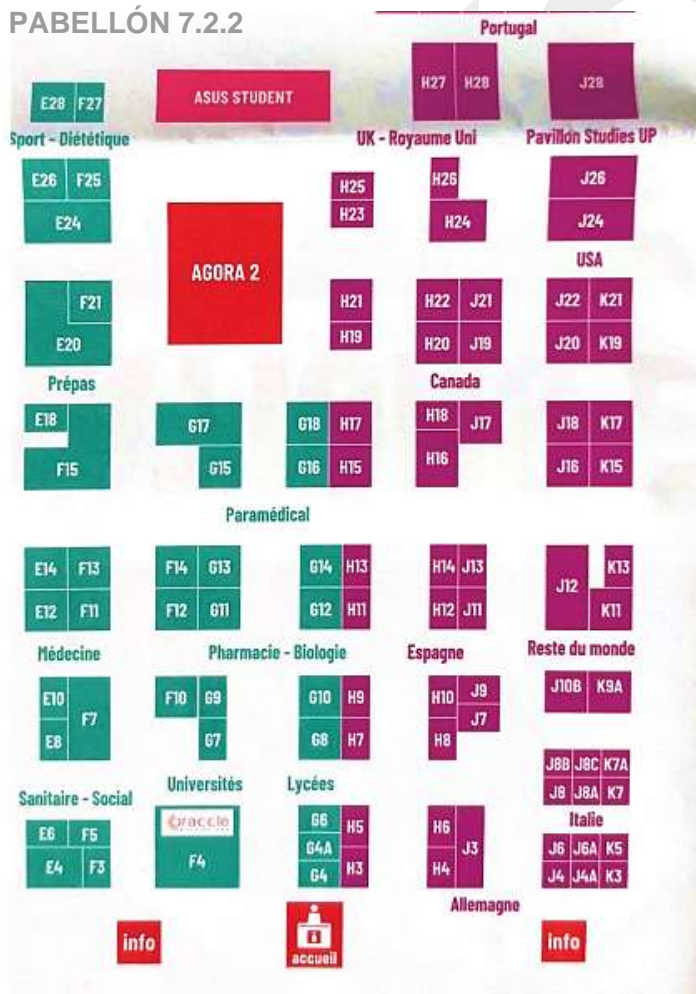 PABELLÓN 7.2.2
Portugal
E28 F27
ASUS STUDENT
H27 H28
J28
Sport - Diététique
UK - Royaume Uni
Pavillon Studies UP
E26 F25
E24
H25
H23
H26
H24
J26
J24
AGORA 2
USA
F21
E20
H21
H19
H22 J21
H20 J19
J22 K21
J20 K19
Prépas
Canada
E18
F15
G17
G15
G18 H17
G16 H15
H18 J17
H16
J18 K17
J16 K15
Paramédical
E14 F13
E12 F11
F14 G13
F12 G11
G14 H13
G12 H11
H14 J13
H12 J11
K13
J12
K11
Médecine
Pharmacie - Biologie
Espagne
Reste du monde
E10
F7
E8
F10 G9
G7
G10 H9
G8 H7
H10 J9
J7
H8
J10B K9A
J8B J8C K7A
J8 J8A K7
Sanitaire - Social
Universités
Lycées
Italie
E6 F5
E4 F3
F4
G6 H5
G4A
G4 H3
H6
J3
H4
J6 J6A K5
J4 J4A K3
Allemagne
info
accueil
info